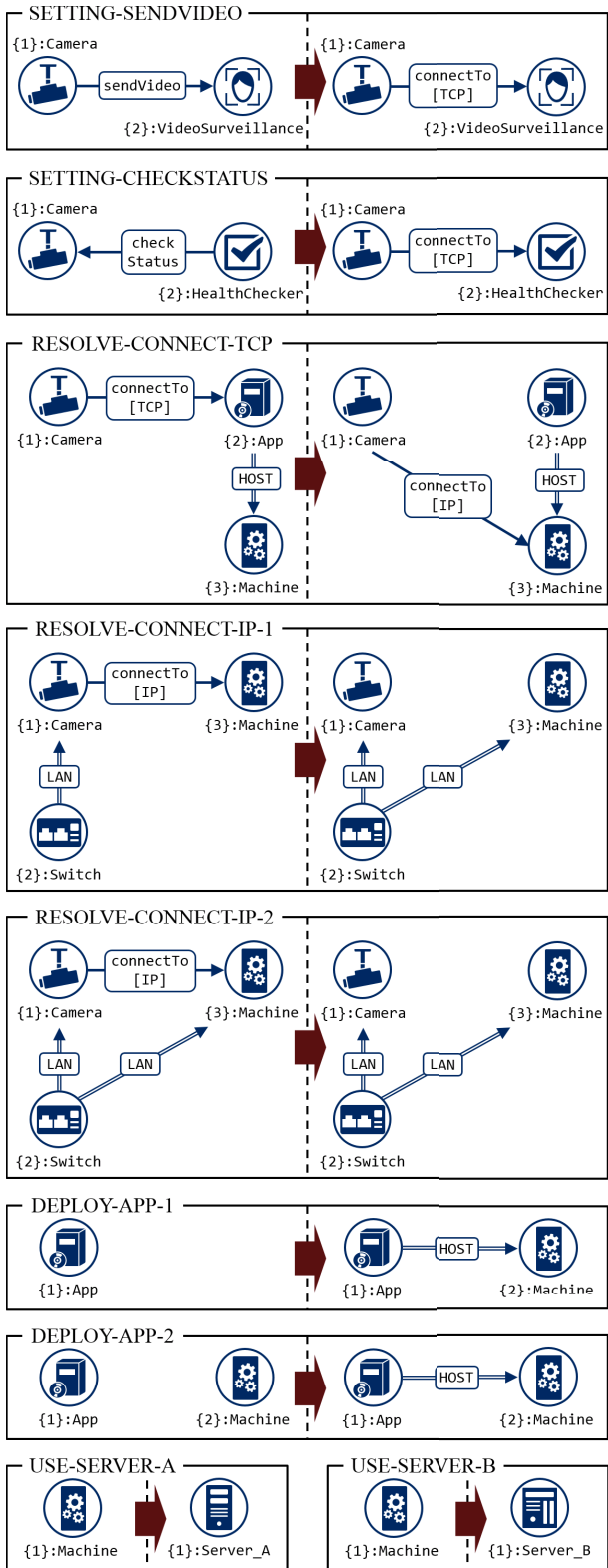 SETTING-SENDVIDEO
{1}:Camera
sendVideo
{2}:VideoSurveillance
{1}:Camera
connectTo
[TCP]
{2}:VideoSurveillance
SETTING-CHECKSTATUS
{1}:Camera
check
Status
{2}:HealthChecker
{1}:Camera
connectTo
[TCP]
{2}:HealthChecker
RESOLVE-CONNECT-TCP
connectTo
[TCP]
{1}:Camera
{2}:App
HOST
{3}:Machine
{1}:Camera
{2}:App
connectTo
[IP]
HOST
{3}:Machine
RESOLVE-CONNECT-IP-1
connectTo
[IP]
{1}:Camera
{3}:Machine
LAN
{2}:Switch
{1}:Camera
{3}:Machine
LAN
LAN
{2}:Switch
RESOLVE-CONNECT-IP-2
connectTo
[IP]
{1}:Camera
{3}:Machine
LAN
LAN
{2}:Switch
{1}:Camera
{3}:Machine
LAN
LAN
{2}:Switch
DEPLOY-APP-1
{1}:App
HOST
{1}:App
{2}:Machine
DEPLOY-APP-2
{1}:App
{2}:Machine
HOST
{1}:App
{2}:Machine
USE-SERVER-A
{1}:Machine
{1}:Server_A
USE-SERVER-B
{1}:Machine
{1}:Server_B